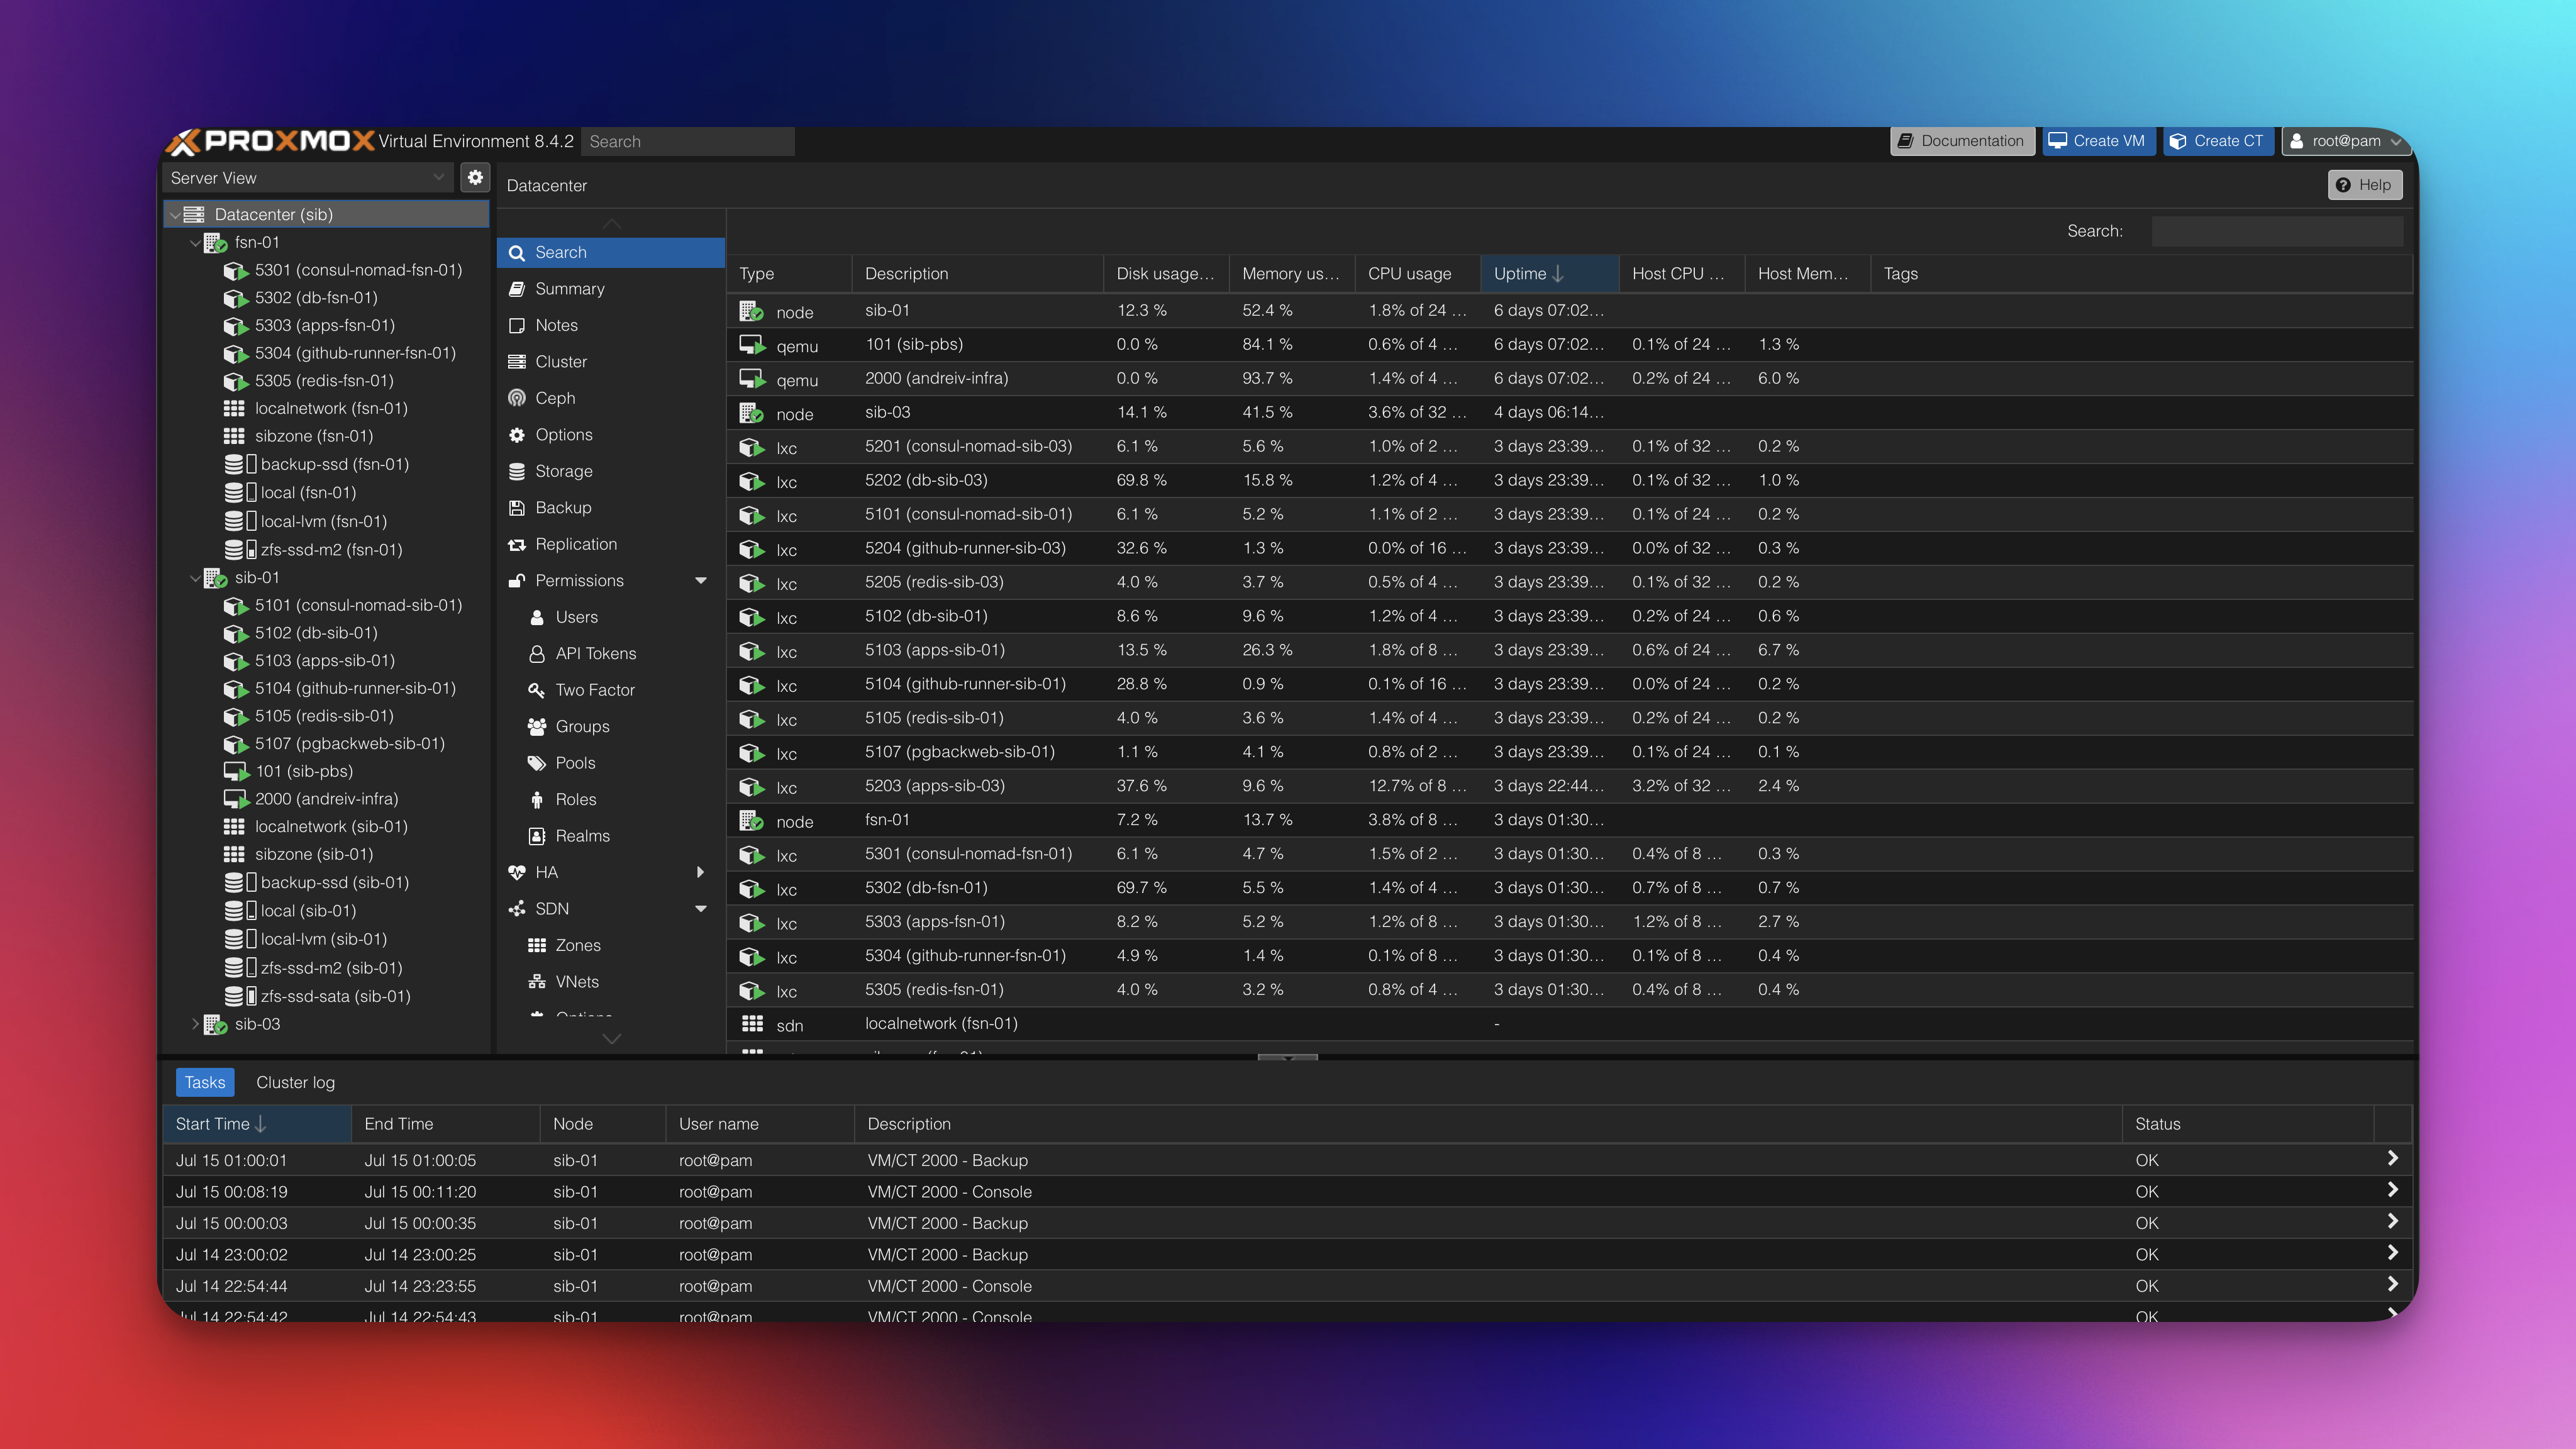 PROXMOX Virtual Environment 8.4.2 Search Documentation Create VM Create CT root@pam
Server View
Datacenter (sib)
fsn-01
5301 (consul-nomad-fsn-01)
5302 (db-fsn-01)
5303 (apps-fsn-01)
5304 (github-runner-fsn-01)
5305 (redis-fsn-01)
localnetwork (fsn-01)
sibzone (fsn-01)
backup-ssd (fsn-01)
local (fsn-01)
local-lvm (fsn-01)
zfs-ssd-m2 (fsn-01)
sib-01
5101 (consul-nomad-sib-01)
5102 (db-sib-01)
5103 (apps-sib-01)
5104 (github-runner-sib-01)
5105 (redis-sib-01)
5107 (pgbackweb-sib-01)
101 (sib-pbs)
2000 (andreiv-infra)
localnetwork (sib-01)
sibzone (sib-01)
backup-ssd (sib-01)
local (sib-01)
local-lvm (sib-01)
zfs-ssd-m2 (sib-01)
zfs-ssd-sata (sib-01)
sib-03
Datacenter Help
Search
Summary
Notes
Cluster
Ceph
Options
Storage
Backup
Replication
Permissions
Users
API Tokens
Two Factor
Groups
Pools
Roles
Realms
HA
SDN
Zones
VNets
Options
Search:
Type Description Disk usage... Memory us... CPU usage Uptime Host CPU ... Host Mem... Tags
node sib-01 12.3 % 52.4 % 1.8% of 24 ... 6 days 07:02...
qemu 101 (sib-pbs) 0.0 % 84.1 % 0.6% of 4 ... 6 days 07:02... 0.1% of 24 ... 1.3 %
qemu 2000 (andreiv-infra) 0.0 % 93.7 % 1.4% of 4 ... 6 days 07:02... 0.2% of 24 ... 6.0 %
node sib-03 14.1 % 41.5 % 3.6% of 32 ... 4 days 06:14...
lxc 5201 (consul-nomad-sib-03) 6.1 % 5.6 % 1.0% of 2 ... 3 days 23:39... 0.1% of 32 ... 0.2 %
lxc 5202 (db-sib-03) 69.8 % 15.8 % 1.2% of 4 ... 3 days 23:39... 0.1% of 32 ... 1.0 %
lxc 5101 (consul-nomad-sib-01) 6.1 % 5.2 % 1.1% of 2 ... 3 days 23:39... 0.1% of 24 ... 0.2 %
lxc 5204 (github-runner-sib-03) 32.6 % 1.3 % 0.0% of 16 ... 3 days 23:39... 0.0% of 32 ... 0.3 %
lxc 5205 (redis-sib-03) 4.0 % 3.7 % 0.5% of 4 ... 3 days 23:39... 0.1% of 32 ... 0.2 %
lxc 5102 (db-sib-01) 8.6 % 9.6 % 1.2% of 4 ... 3 days 23:39... 0.2% of 24 ... 0.6 %
lxc 5103 (apps-sib-01) 13.5 % 26.3 % 1.8% of 8 ... 3 days 23:39... 0.6% of 24 ... 6.7 %
lxc 5104 (github-runner-sib-01) 28.8 % 0.9 % 0.1% of 16 ... 3 days 23:39... 0.0% of 24 ... 0.2 %
lxc 5105 (redis-sib-01) 4.0 % 3.6 % 1.4% of 4 ... 3 days 23:39... 0.2% of 24 ... 0.2 %
lxc 5107 (pgbackweb-sib-01) 1.1 % 4.1 % 0.8% of 2 ... 3 days 23:39... 0.1% of 24 ... 0.1 %
lxc 5203 (apps-sib-03) 37.6 % 9.6 % 12.7% of 8 ... 3 days 22:44... 3.2% of 32 ... 2.4 %
node fsn-01 7.2 % 13.7 % 3.8% of 8 ... 3 days 01:30...
lxc 5301 (consul-nomad-fsn-01) 6.1 % 4.7 % 1.5% of 2 ... 3 days 01:30... 0.4% of 8 ... 0.3 %
lxc 5302 (db-fsn-01) 69.7 % 5.5 % 1.4% of 4 ... 3 days 01:30... 0.7% of 8 ... 0.7 %
lxc 5303 (apps-fsn-01) 8.2 % 5.2 % 1.2% of 8 ... 3 days 01:30... 1.2% of 8 ... 2.7 %
lxc 5304 (github-runner-fsn-01) 4.9 % 1.4 % 0.1% of 8 ... 3 days 01:30... 0.1% of 8 ... 0.4 %
lxc 5305 (redis-fsn-01) 4.0 % 3.2 % 0.8% of 4 ... 3 days 01:30... 0.4% of 8 ... 0.4 %
sdn localnetwork (fsn-01) -
Tasks Cluster log
Start Time End Time Node User name Description Status
Jul 15 01:00:01 Jul 15 01:00:05 sib-01 root@pam VM/CT 2000 - Backup OK
Jul 15 00:08:19 Jul 15 00:11:20 sib-01 root@pam VM/CT 2000 - Console OK
Jul 15 00:00:03 Jul 15 00:00:35 sib-01 root@pam VM/CT 2000 - Backup OK
Jul 14 23:00:02 Jul 14 23:00:25 sib-01 root@pam VM/CT 2000 - Backup OK
Jul 14 22:54:44 Jul 14 23:23:55 sib-01 root@pam VM/CT 2000 - Console OK
Jul 14 22:54:42 Jul 14 22:54:43 sib-01 root@pam VM/CT 2000 - Console OK